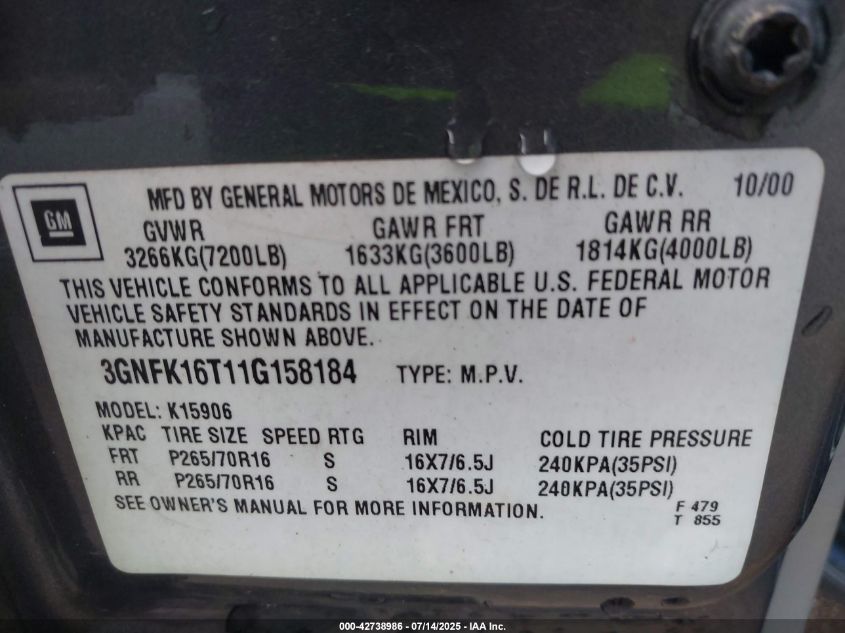 GM
MFD BY GENERAL MOTORS DE MEXICO, S. DE R.L. DE C.V. 10/00
GVWR GAWR FRT GAWR RR
3266KG(7200LB) 1633KG(3600LB) 1814KG(4000LB)
THIS VEHICLE CONFORMS TO ALL APPLICABLE U.S. FEDERAL MOTOR
VEHICLE SAFETY STANDARDS IN EFFECT ON THE DATE OF
MANUFACTURE SHOWN ABOVE.
3GNFK16T11G158184 TYPE: M.P.V.
MODEL: K15906
KPAC TIRE SIZE SPEED RTG RIM COLD TIRE PRESSURE
FRT P265/70R16 S 16X7/6.5J 240KPA(35PSI)
RR P265/70R16 S 16X7/6.5J 240KPA(35PSI)
SEE OWNER'S MANUAL FOR MORE INFORMATION.
F 479
T 855
000-42738986 - 07/14/2025 - IAA Inc.